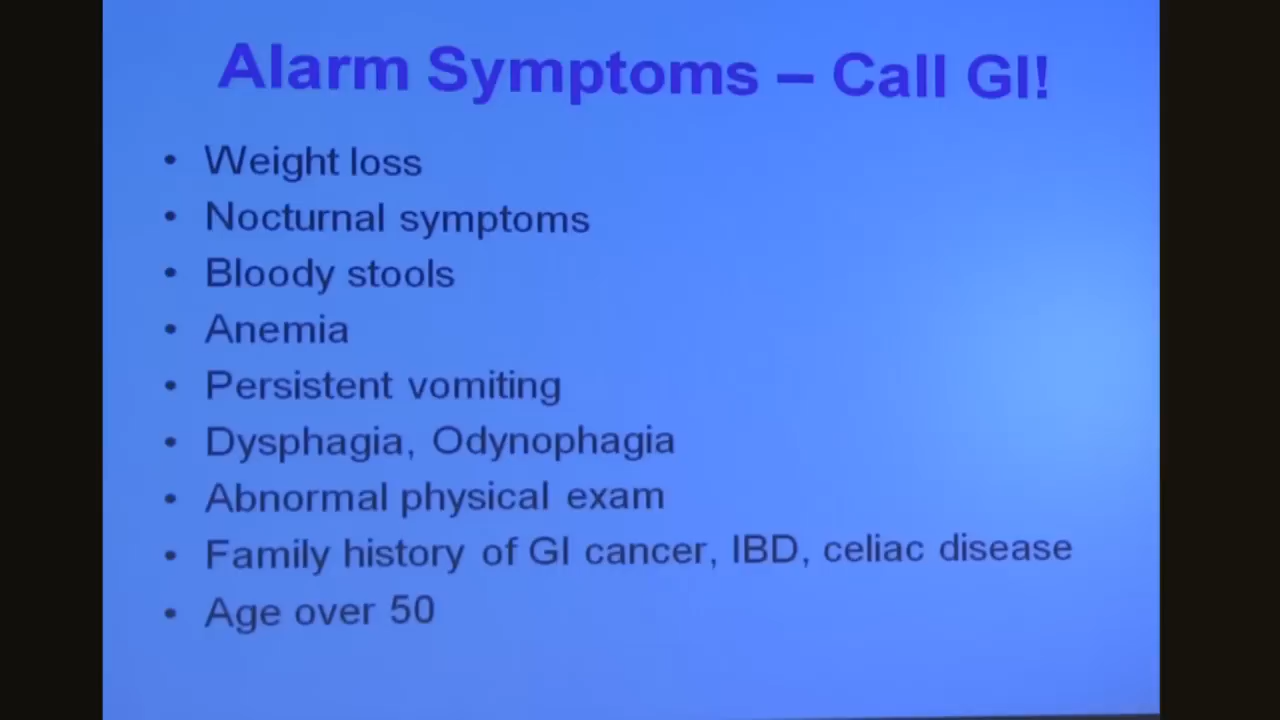 Alarm Symptoms – Call GI!
• Weight loss
• Nocturnal symptoms
• Bloody stools
• Anemia
• Persistent vomiting
• Dysphagia, Odynophagia
• Abnormal physical exam
• Family history of GI cancer, IBD, celiac disease
• Age over 50